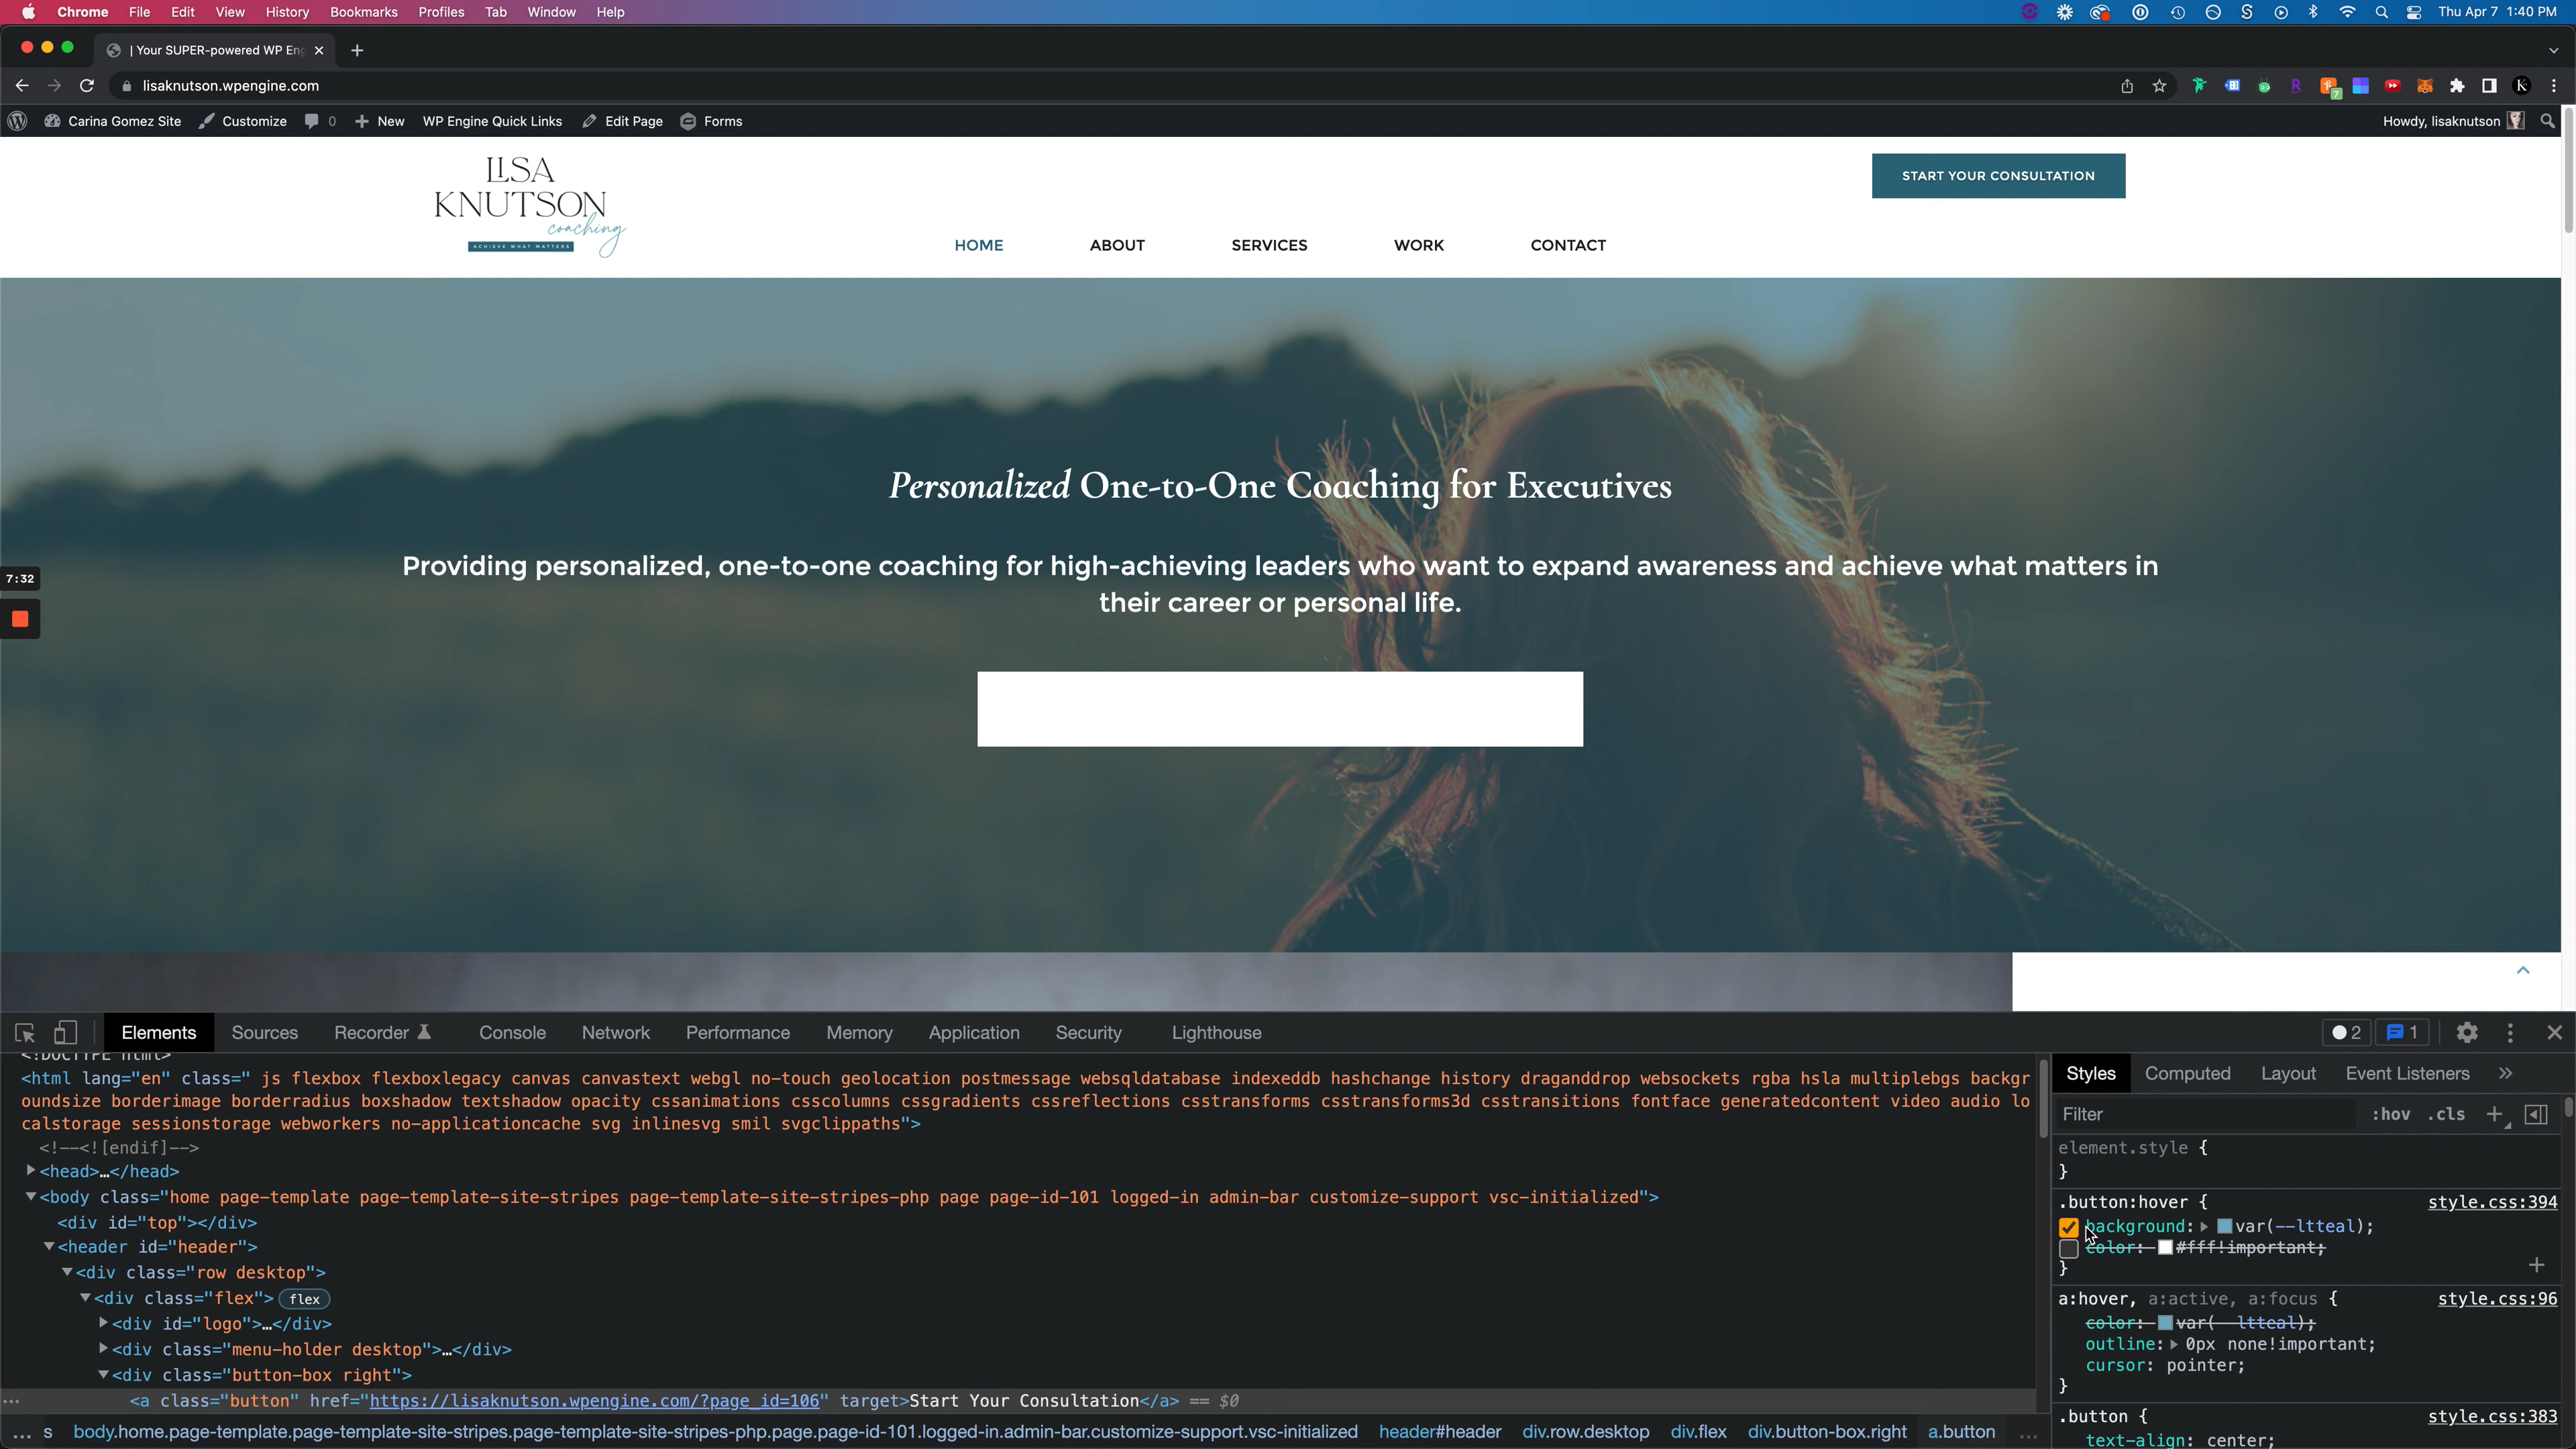 Chrome File Edit View History Bookmarks Profiles Tab Window Help Thu Apr 7 1:40 PM
| Your SUPER-powered WP Eng
lisaknutson.wpengine.com
7
Carina Gomez Site Customize 0 New WP Engine Quick Links Edit Page Forms Howdy, lisaknutson
LISA
KNUTSON
coaching
ACHIEVE WHAT MATTERS
START YOUR CONSULTATION
HOME ABOUT SERVICES WORK CONTACT
Personalized One-to-One Coaching for Executives
Providing personalized, one-to-one coaching for high-achieving leaders who want to expand awareness and achieve what matters in
their career or personal life.
7:32
Elements Sources Recorder Console Network Performance Memory Application Security Lighthouse 2 1
<!DOCTYPE html>
<html lang="en" class=" js flexbox flexboxlegacy canvas canvastext webgl no-touch geolocation postmessage websqldatabase indexeddb hashchange history draganddrop websockets rgba hsla multiplebgs backgr
oundsize borderimage borderradius boxshadow textshadow opacity cssanimations csscolumns cssgradients cssreflections csstransforms csstransforms3d csstransitions fontface generatedcontent video audio lo
calstorage sessionstorage webworkers no-applicationcache svg inlinesvg smil svgclippaths">
<!--<![endif]-->
<head>…</head>
<body class="home page-template page-template-site-stripes page-template-site-stripes-php page page-id-101 logged-in admin-bar customize-support vsc-initialized">
<div id="top"></div>
<header id="header">
<div class="row desktop">
<div class="flex"> flex
<div id="logo">…</div>
<div class="menu-holder desktop">…</div>
<div class="button-box right">
<a class="button" href="https://lisaknutson.wpengine.com/?page_id=106" target>Start Your Consultation</a> == $0
... s body.home.page-template.page-template-site-stripes.page-template-site-stripes-php.page.page-id-101.logged-in.admin-bar.customize-support.vsc-initialized header#header div.row.desktop div.flex div.button-box.right a.button ...
Styles Computed Layout Event Listeners »
Filter :hov .cls
element.style {
}
.button:hover { style.css:394
background: var(--ltteal);
color: #fff!important;
}
a:hover, a:active, a:focus { style.css:96
color: var(--ltteal);
outline: 0px none!important;
cursor: pointer;
}
.button { style.css:383
text-align: center;